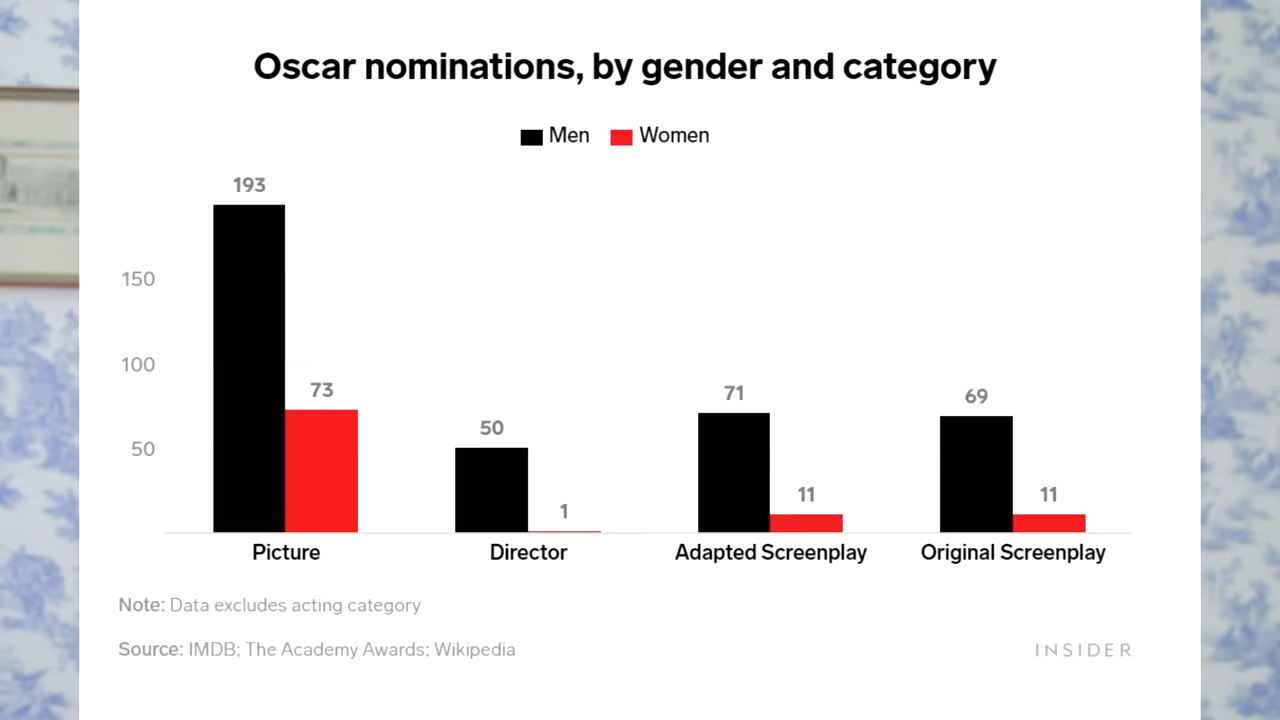 Oscar nominations, by gender and category
Men Women
193
150
73
71
69
100
50
50
11
11
1
Picture Director Adapted Screenplay Original Screenplay
Note: Data excludes acting category
Source: IMDB; The Academy Awards; Wikipedia
INSIDER